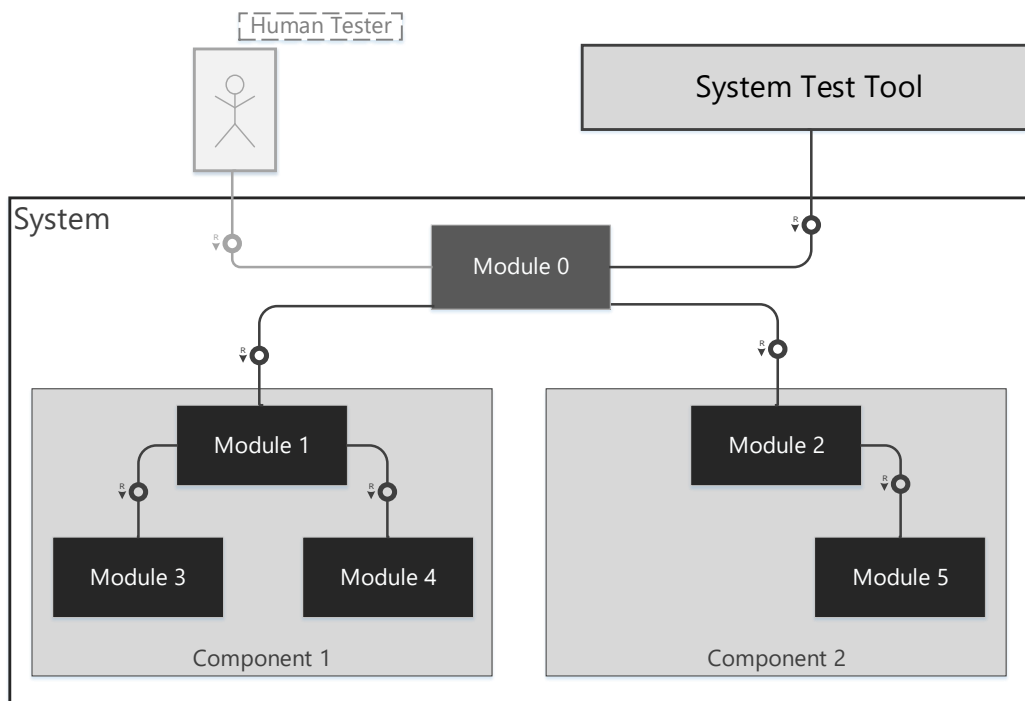 Human Tester
System Test Tool
System
R
R
Module 0
R
R
Module 1
Module 2
R
R
R
Module 3
Module 4
Module 5
Component 1
Component 2